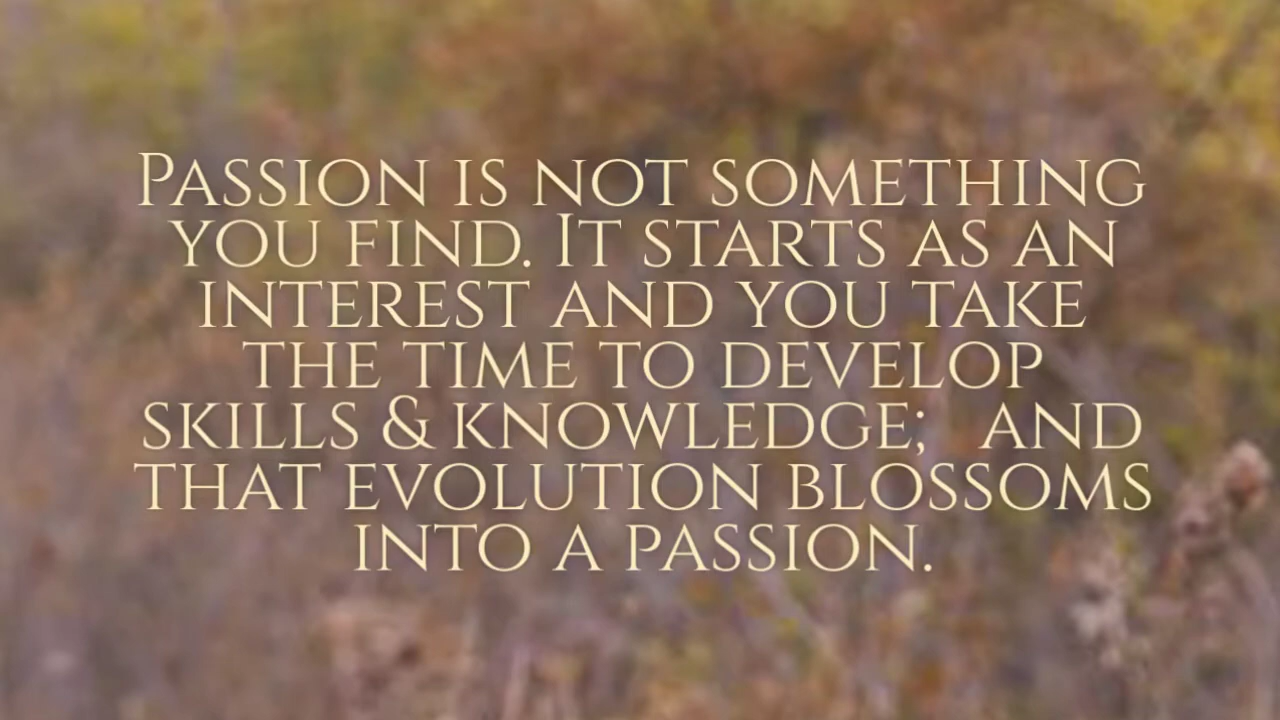 Passion is not something
you find. It starts as an
interest and you take
the time to develop
skills & knowledge;  and
that evolution blossoms
into a passion.